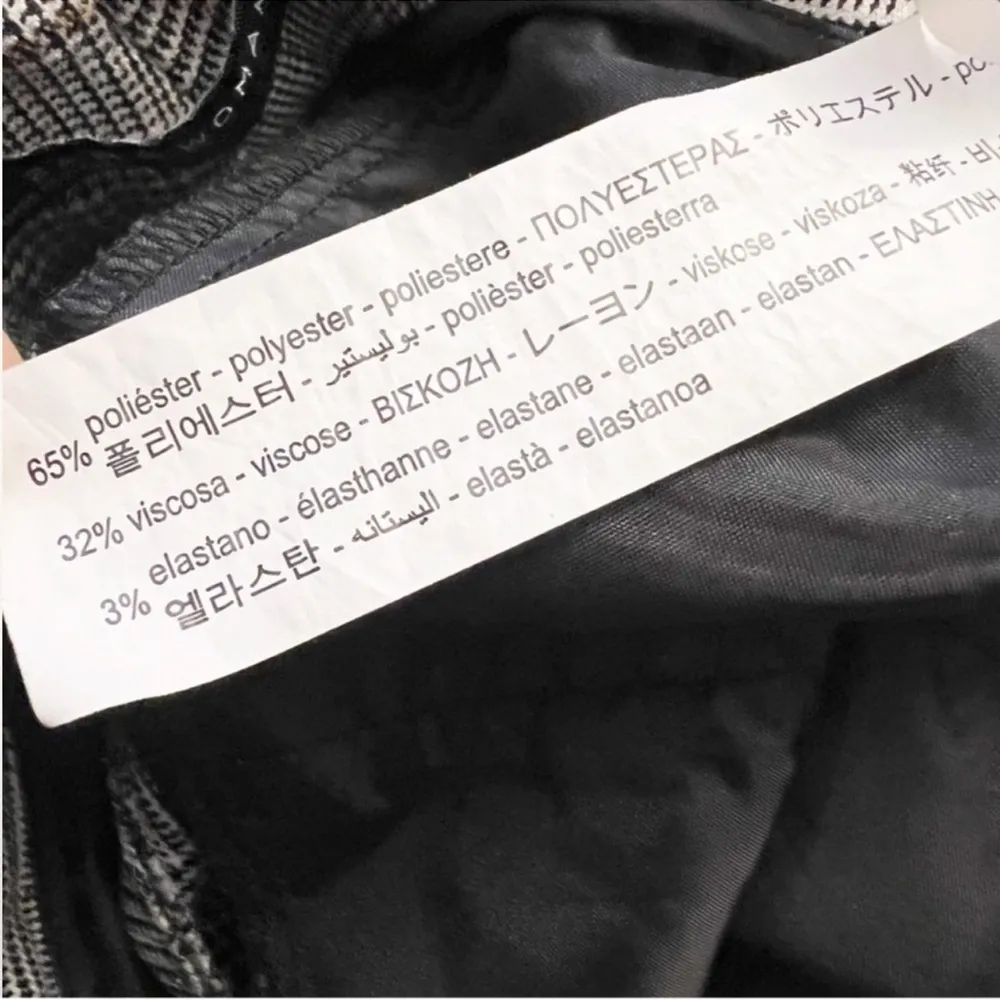 OMA
poliéster - polyester - poliestere - ΠΟΛΥΕΣΤΕΡΑΣ - ポリエステル -
65% 폴리에스터 - بوليستير - polièster - poliesterra
32% viscosa - viscose - ΒΙΣΚΟΖΗ - レーヨン - viskose - viskoza - 粘纤 -
elastano - élasthanne - elastane - elastaan - elastan - ΕΛΑΣΤΙΝΗ
3% 엘라스탄 - اليستانه - elastà - elastanoa